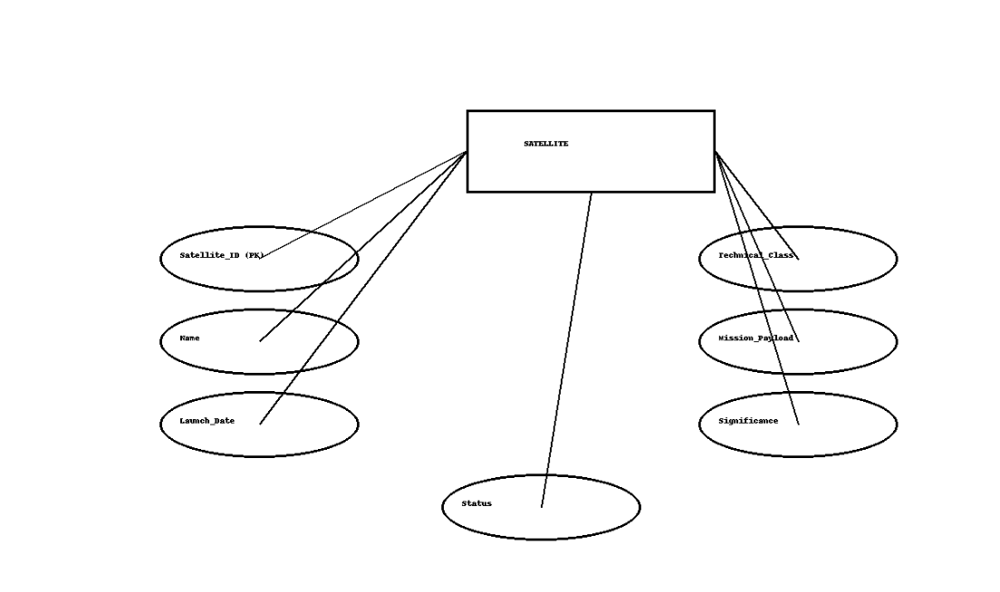 SATELLITE
Satellite_ID (PK)
Technical_Class
Name
Mission_Payload
Launch_Date
Significance
Status